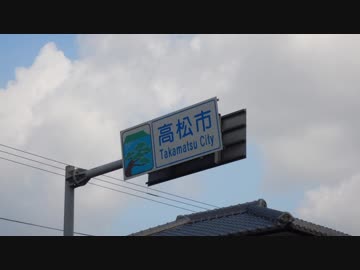 高松市
Takamatsu City